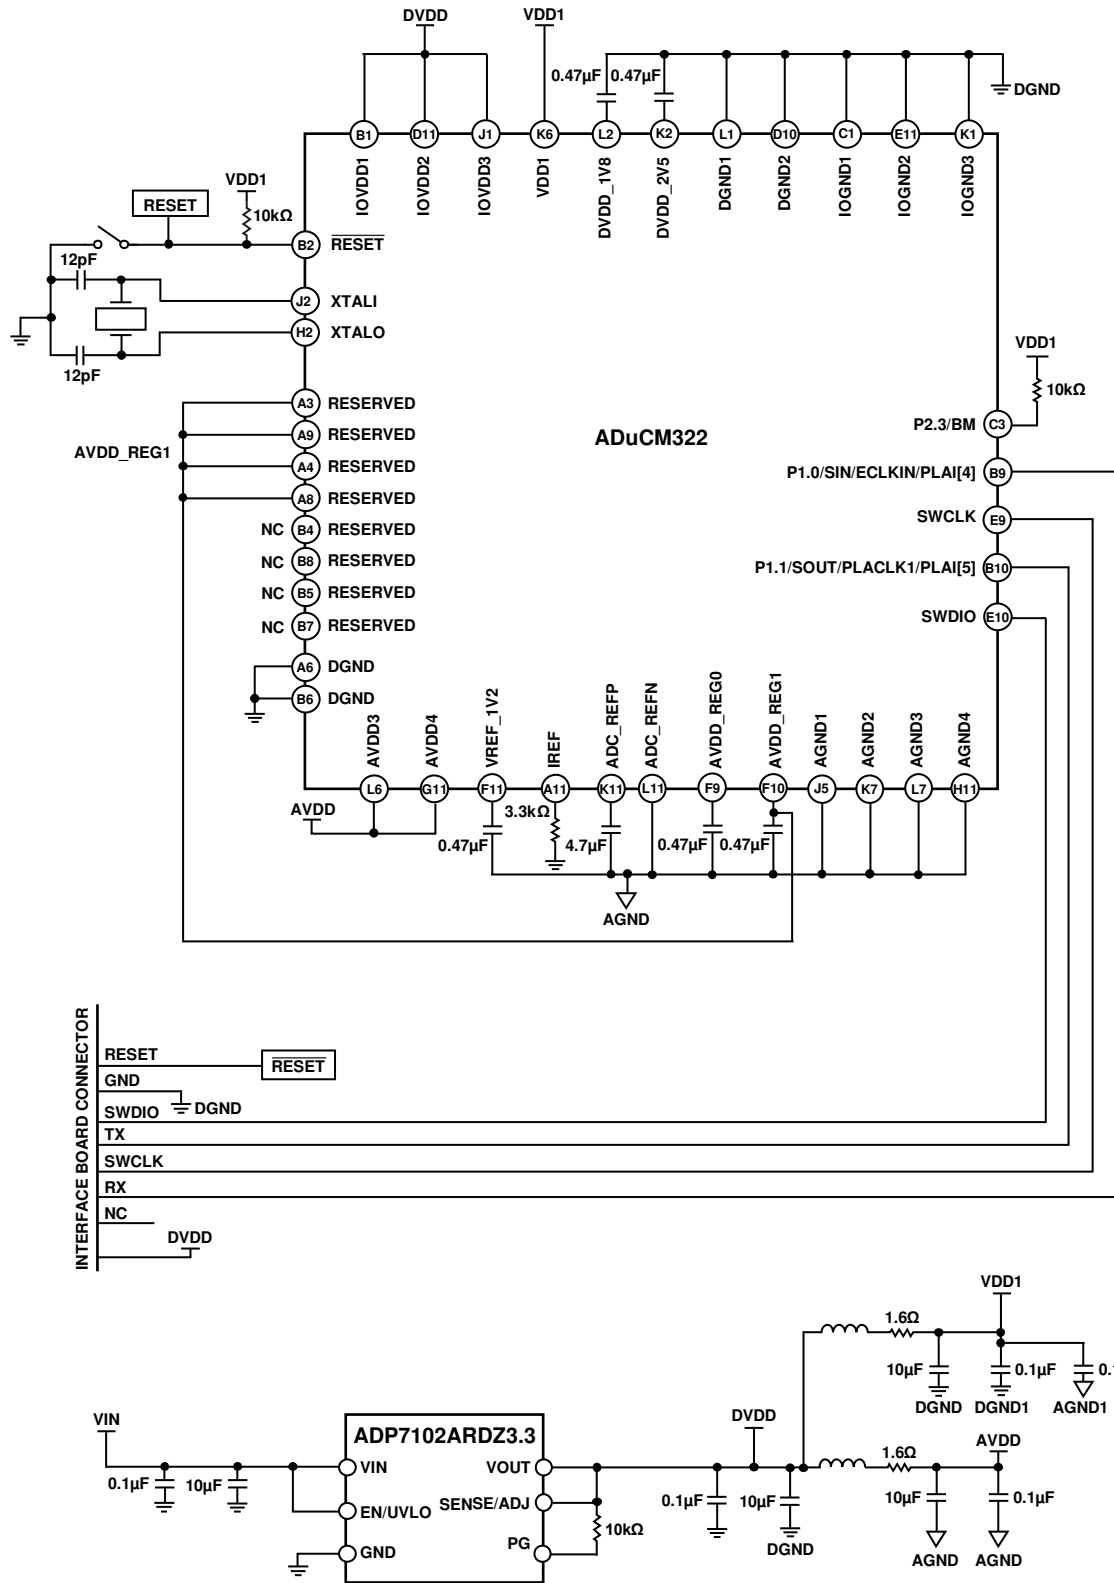 DVDD
VDD1
0.47µF
0.47µF
DGND
B1
D11
J1
K6
L2
K2
L1
D10
C1
E11
K1
IOVDD1
IOVDD2
IOVDD3
VDD1
DVDD_1V8
DVDD_2V5
DGND1
DGND2
IOGND1
IOGND2
IOGND3
VDD1
RESET
10kΩ
B2 RESET
12pF
J2 XTALI
H2 XTALO
12pF
VDD1
10kΩ
A3 RESERVED
A9 RESERVED
AVDD_REG1
A4 RESERVED
A8 RESERVED
NC B4 RESERVED
NC B8 RESERVED
NC B5 RESERVED
NC B7 RESERVED
A6 DGND
B6 DGND
ADuCM322
P2.3/BM C3
P1.0/SIN/ECLKIN/PLAI[4] B9
SWCLK E9
P1.1/SOUT/PLACLK1/PLAI[5] B10
SWDIO E10
AVDD3
AVDD4
VREF_1V2
IREF
ADC_REFP
ADC_REFN
AVDD_REG0
AVDD_REG1
AGND1
AGND2
AGND3
AGND4
L6
G11
F11
A11
K11
L11
F9
F10
J5
K7
L7
H11
AVDD
3.3kΩ
0.47µF
4.7µF
0.47µF
0.47µF
AGND
INTERFACE BOARD CONNECTOR
RESET
RESET
GND
DGND
SWDIO
TX
SWCLK
RX
NC
DVDD
VDD1
1.6Ω
10µF
0.1µF
0.
DGND
DGND1
AGND1
VIN
0.1µF
10µF
ADP7102ARDZ3.3
VIN
VOUT
EN/UVLO
SENSE/ADJ
GND
PG
10kΩ
DVDD
0.1µF
10µF
DGND
1.6Ω
AVDD
10µF
0.1µF
AGND
AGND